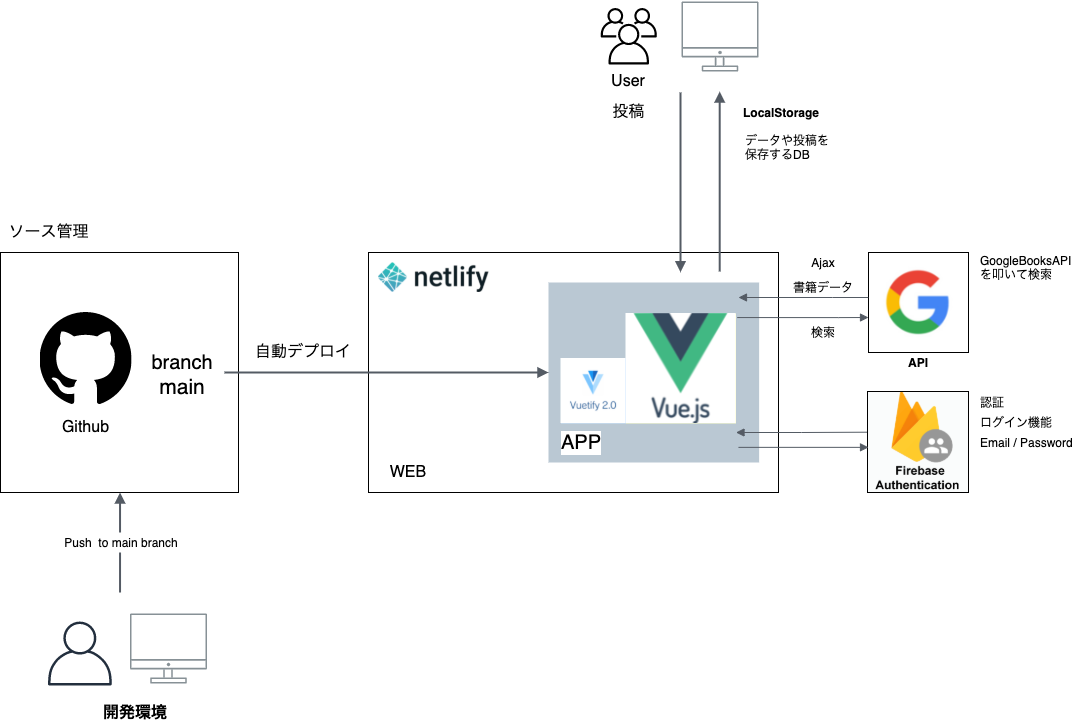 User
投稿
LocalStorage
データや投稿を
保存するDB
ソース管理
netlify
Ajax
書籍データ
検索
GoogleBooksAPI
を叩いて検索
API
branch
main
Github
自動デプロイ
Vuetify 2.0
Vue.js
APP
WEB
認証
ログイン機能
Email / Password
Firebase
Authentication
Push to main branch
開発環境